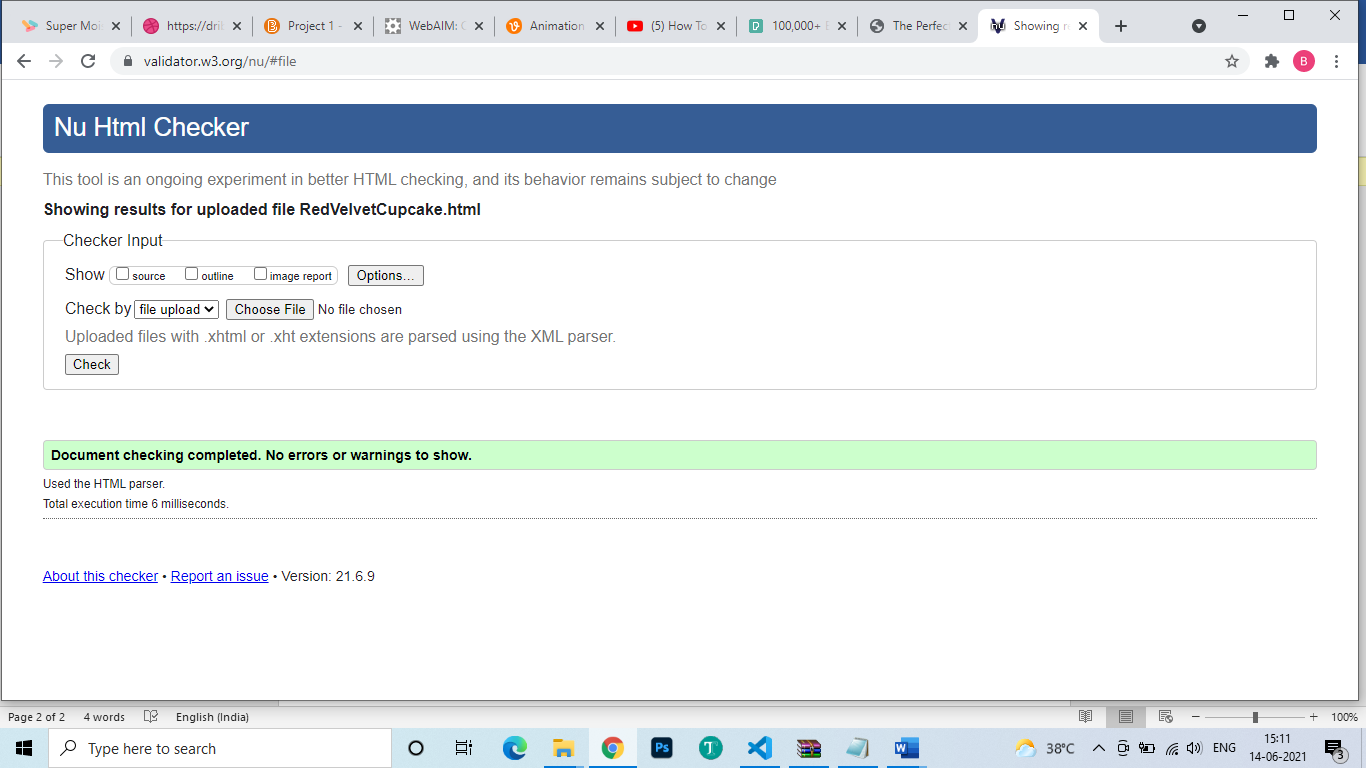 Super Moi
https://drib
Project 1 -
WebAIM: C
Animation
(5) How To
100,000+ E
The Perfec
Showing re
validator.w3.org/nu/#file
B
Nu Html Checker
This tool is an ongoing experiment in better HTML checking, and its behavior remains subject to change
Showing results for uploaded file RedVelvetCupcake.html
Checker Input
Show source outline image report Options...
Check by file upload Choose File No file chosen
Uploaded files with .xhtml or .xht extensions are parsed using the XML parser.
Check
Document checking completed. No errors or warnings to show.
Used the HTML parser.
Total execution time 6 milliseconds.
About this checker • Report an issue • Version: 21.6.9
Page 2 of 2 4 words English (India) 100%
Type here to search
Ps
T
W
38°C
ENG
15:11
14-06-2021
3